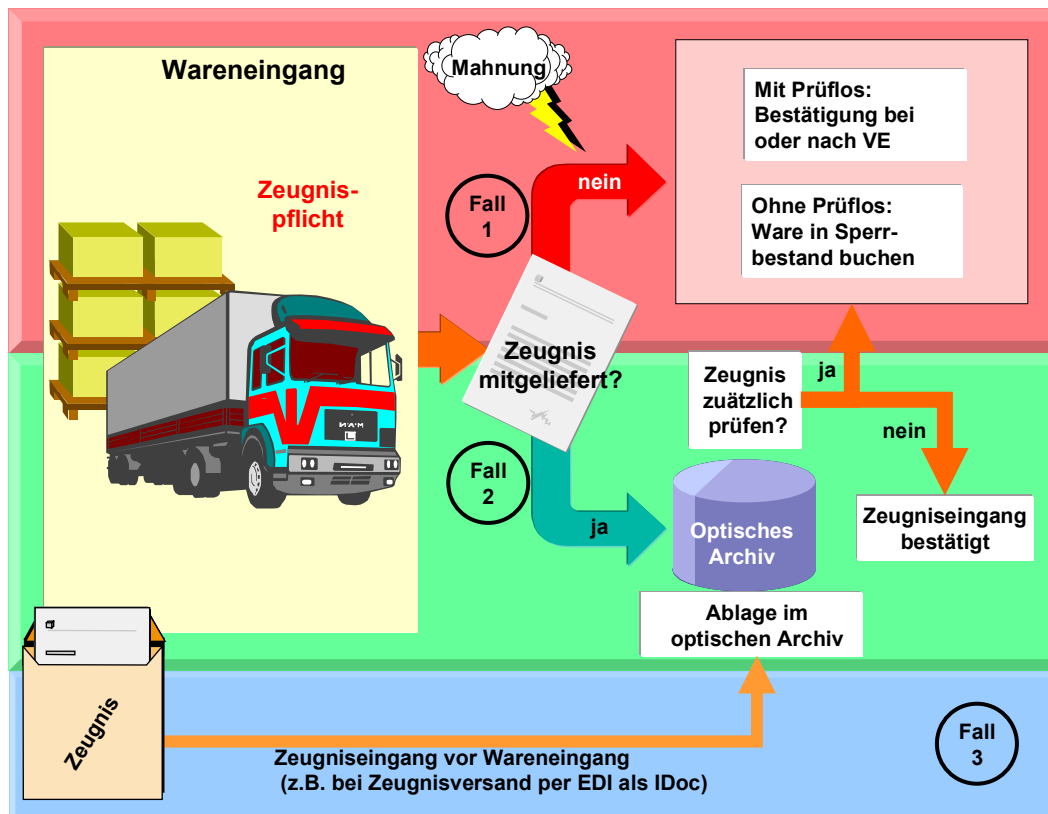 Wareneingang
Mahnung
Mit Prüflos:
Bestätigung bei
oder nach VE
Zeugnis-
pflicht
Fall
1
nein
Ohne Prüflos:
Ware in Sperr-
bestand buchen
Zeugnis
mitgeliefert?
Zeugnis
zuätzlich
prüfen?
ja
nein
M·A·N
Fall
2
ja
Optisches
Archiv
Zeugniseingang
bestätigt
Ablage im
optischen Archiv
Zeugnis
Zeugniseingang vor Wareneingang
(z.B. bei Zeugnisversand per EDI als IDoc)
Fall
3